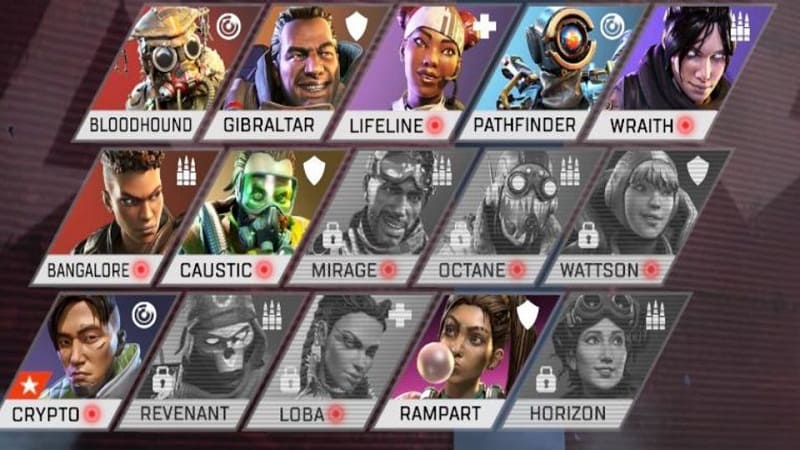 BLOODHOUND GIBRALTAR LIFELINE PATHFINDER WRAITH
BANGALORE CAUSTIC MIRAGE OCTANE WATTSON
CRYPTO REVENANT LOBA RAMPART HORIZON